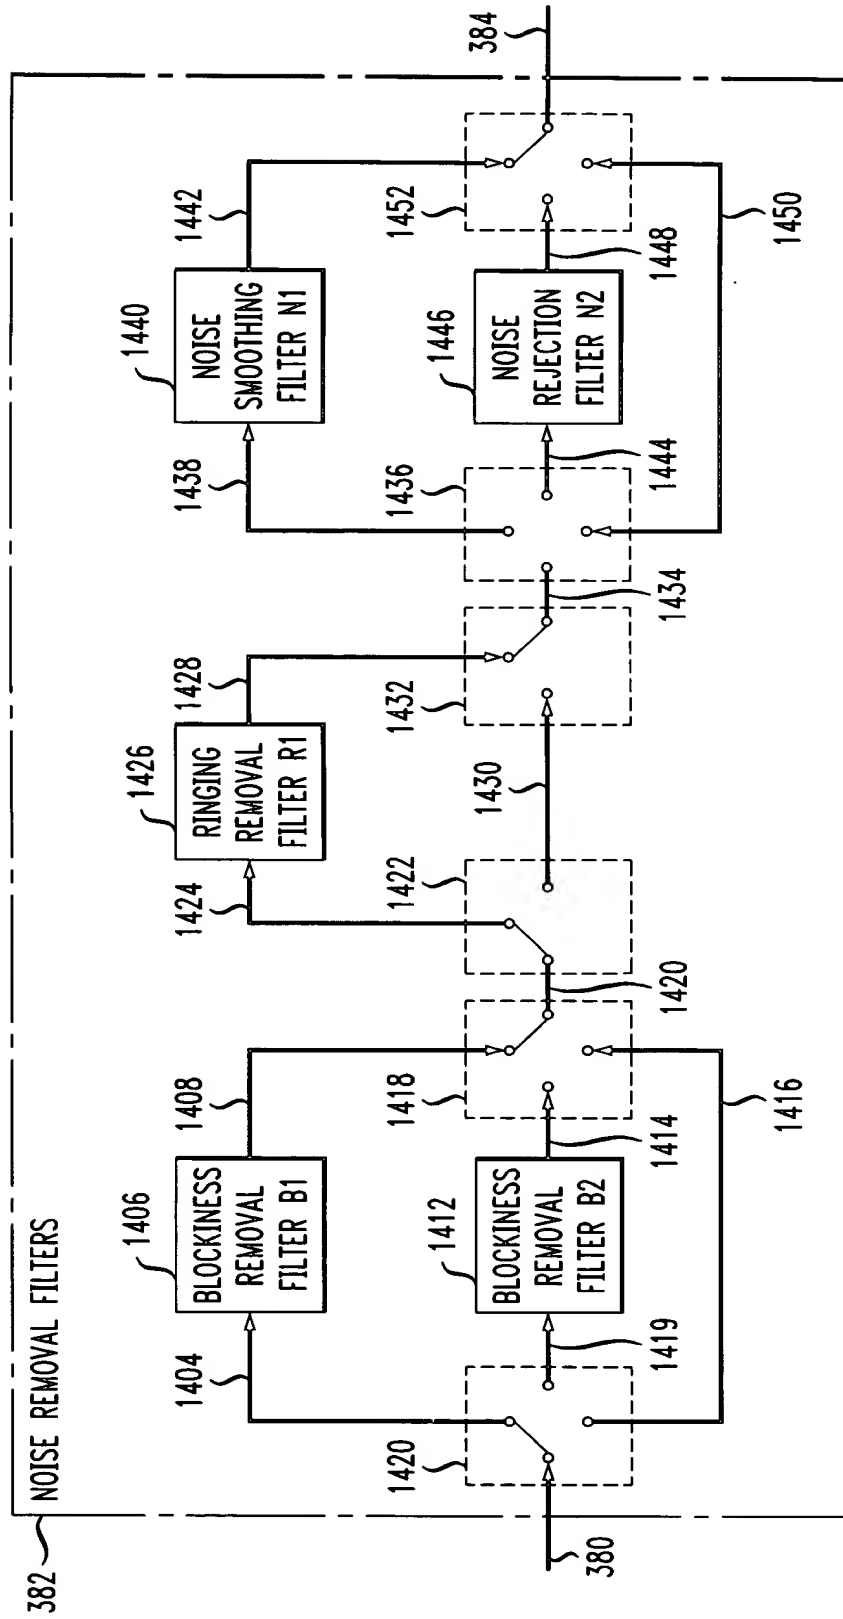 382
NOISE REMOVAL FILTERS
380
1420
1404
1406
BLOCKINESS
REMOVAL
FILTER B1
1408
1419
1412
BLOCKINESS
REMOVAL
FILTER B2
1414
1416
1418
1420
1422
1424
1426
RINGING
REMOVAL
FILTER R1
1428
1430
1432
1434
1436
1438
1440
NOISE
SMOOTHING
FILTER N1
1442
1444
1446
NOISE
REJECTION
FILTER N2
1448
1450
1452
384